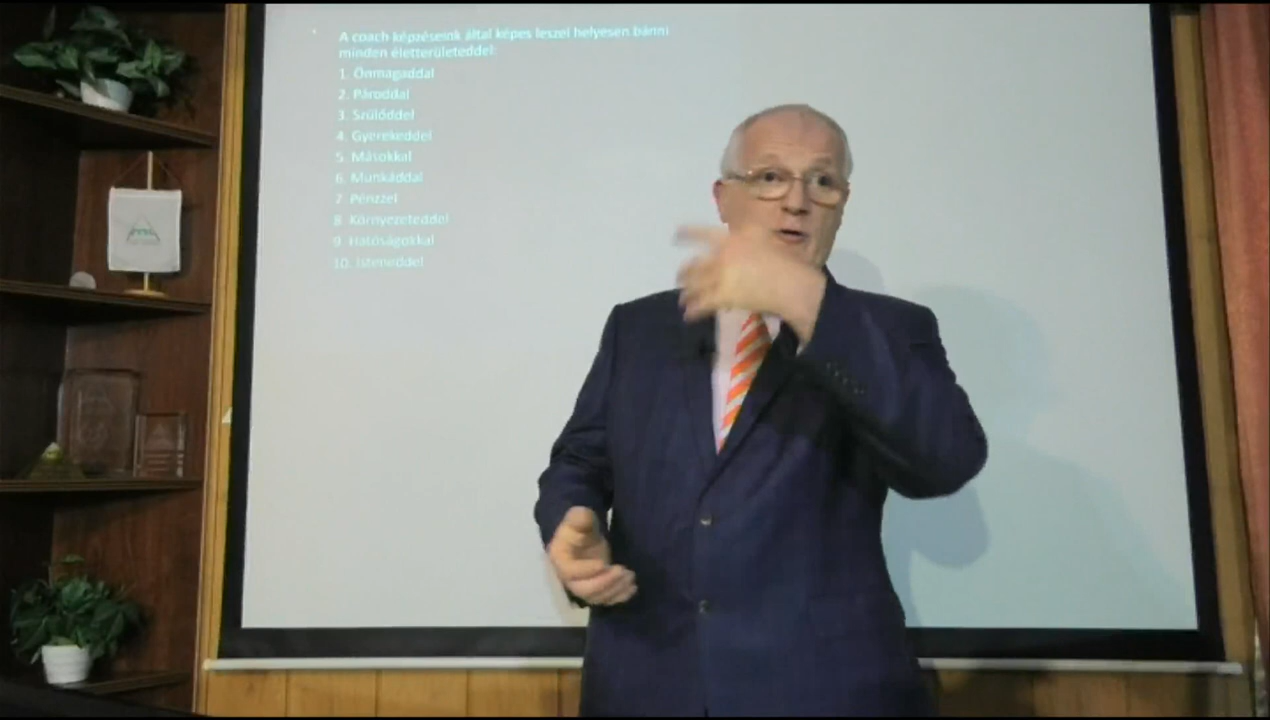 A coach képzéseink által képes leszel helyesen bánni
minden életterületeddel:
1. Önmagaddal
2. Pároddal
3. Szülőddel
4. Gyerekeddel
5. Másokkal
6. Munkáddal
7. Pénzzel
8. Környezeteddel
9. Hatóságokkal
10. Isteneddel